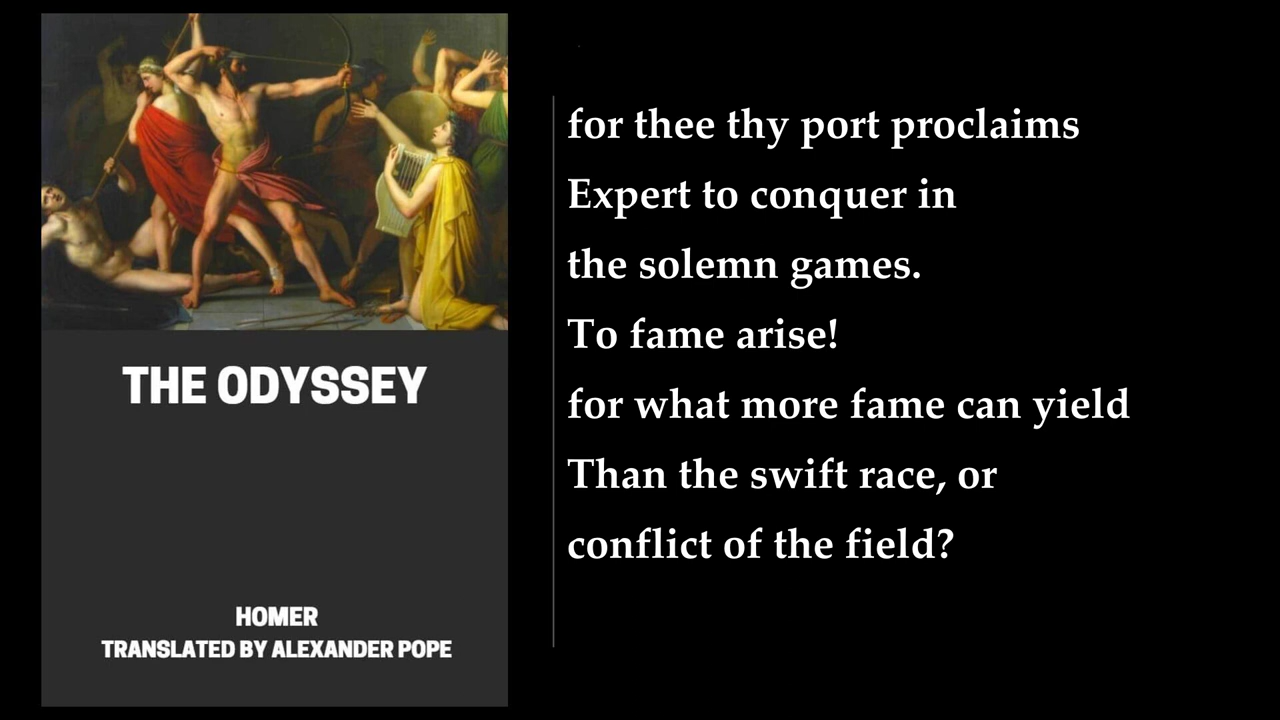 THE ODYSSEY
HOMER
TRANSLATED BY ALEXANDER POPE
for thee thy port proclaims
Expert to conquer in
the solemn games.
To fame arise!
for what more fame can yield
Than the swift race, or
conflict of the field?